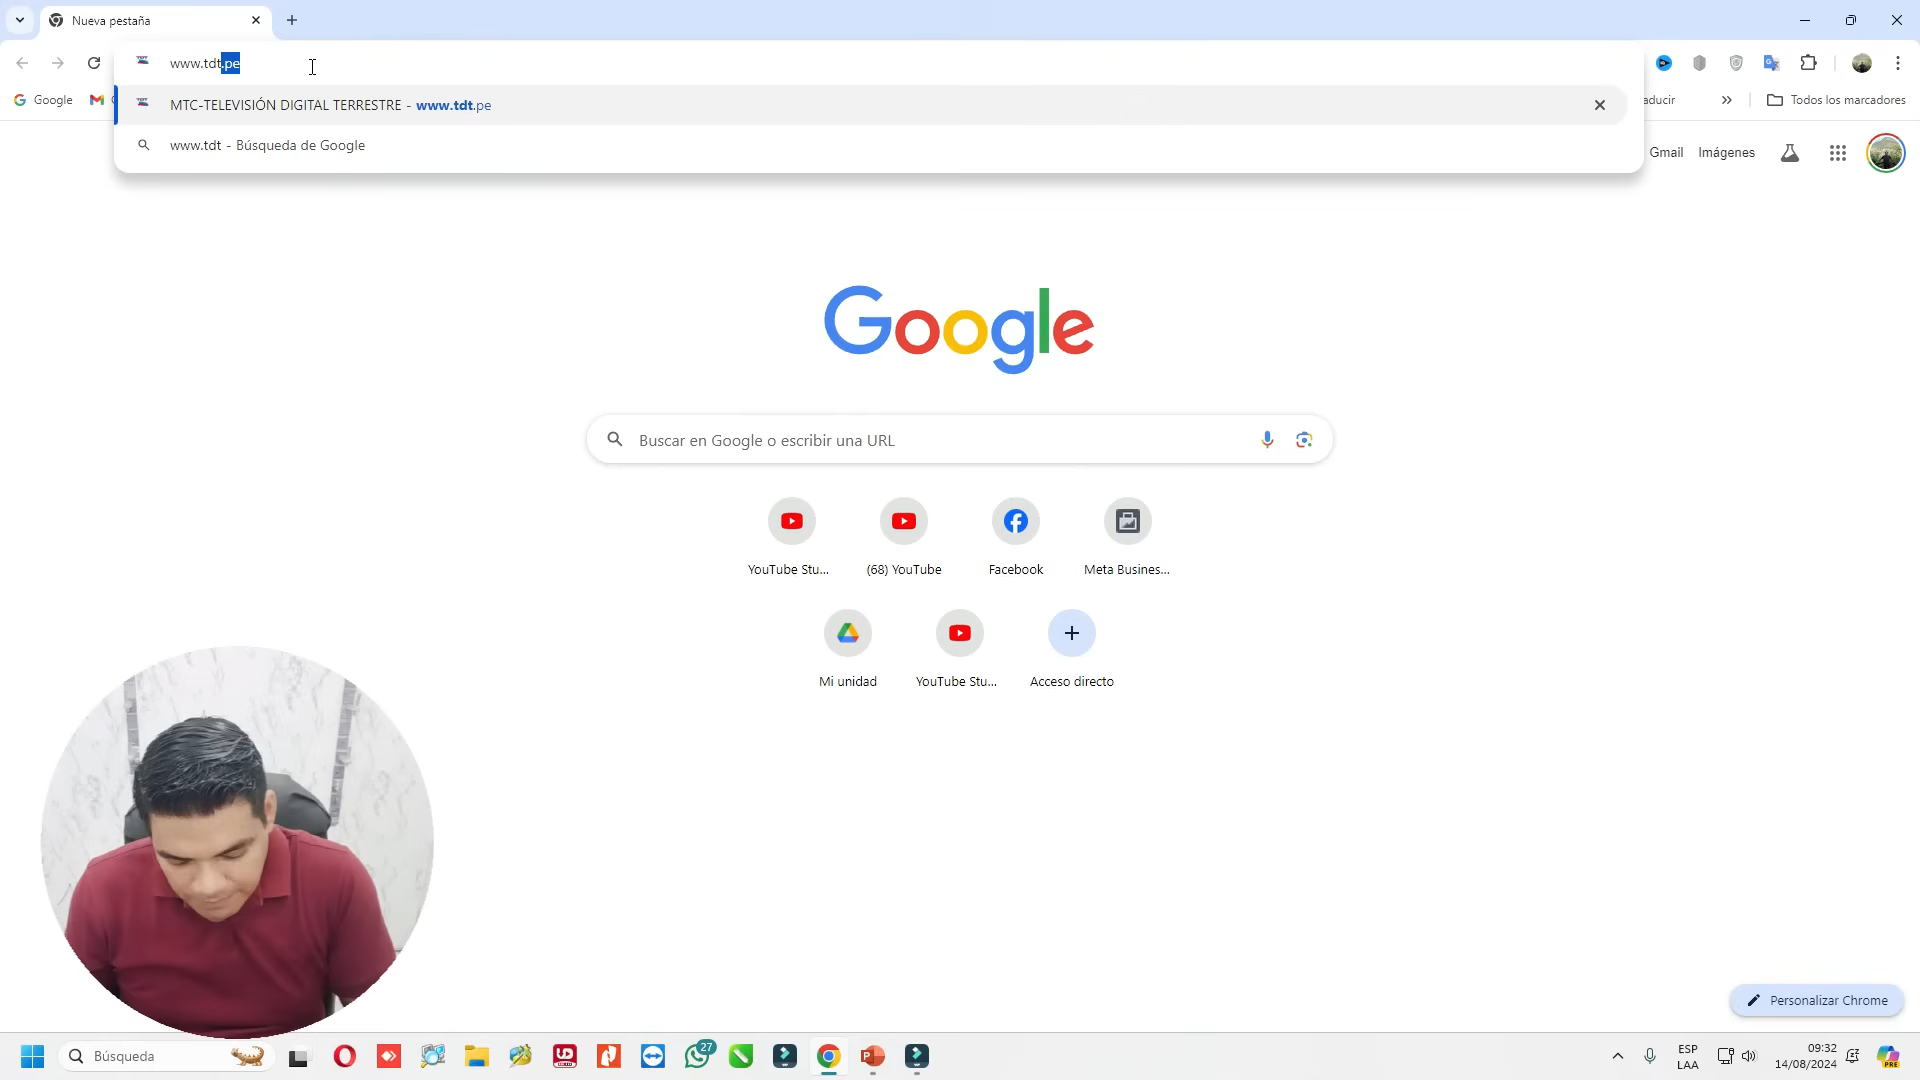 Nueva pestaña
www.tdt.pe
MTC-TELEVISIÓN DIGITAL TERRESTRE - www.tdt.pe
www.tdt - Búsqueda de Google
Google
aducir
Todos los marcadores
Gmail
Imágenes
Google
Buscar en Google o escribir una URL
YouTube Stu...
(68) YouTube
Facebook
Meta Busines...
Mi unidad
YouTube Stu...
Acceso directo
Personalizar Chrome
Búsqueda
27
ESP
LAA
09:32
14/08/2024
PRE